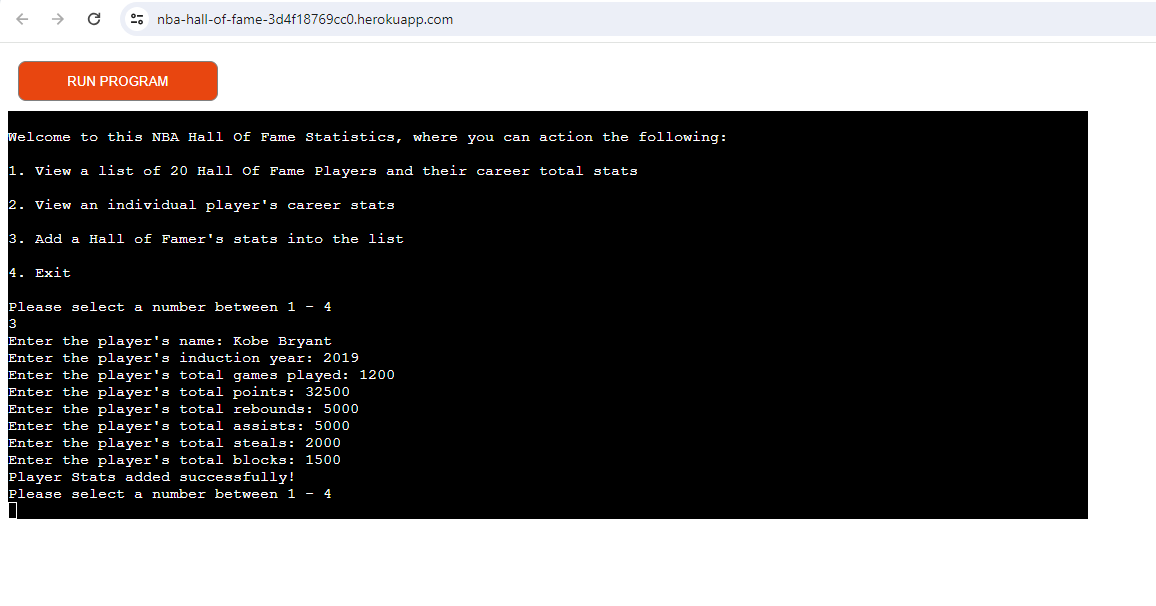 nba-hall-of-fame-3d4f18769cc0.herokuapp.com
RUN PROGRAM
Welcome to this NBA Hall Of Fame Statistics, where you can action the following:
1. View a list of 20 Hall Of Fame Players and their career total stats
2. View an individual player's career stats
3. Add a Hall of Famer's stats into the list
4. Exit
Please select a number between 1 - 4
3
Enter the player's name: Kobe Bryant
Enter the player's induction year: 2019
Enter the player's total games played: 1200
Enter the player's total points: 32500
Enter the player's total rebounds: 5000
Enter the player's total assists: 5000
Enter the player's total steals: 2000
Enter the player's total blocks: 1500
Player Stats added successfully!
Please select a number between 1 - 4